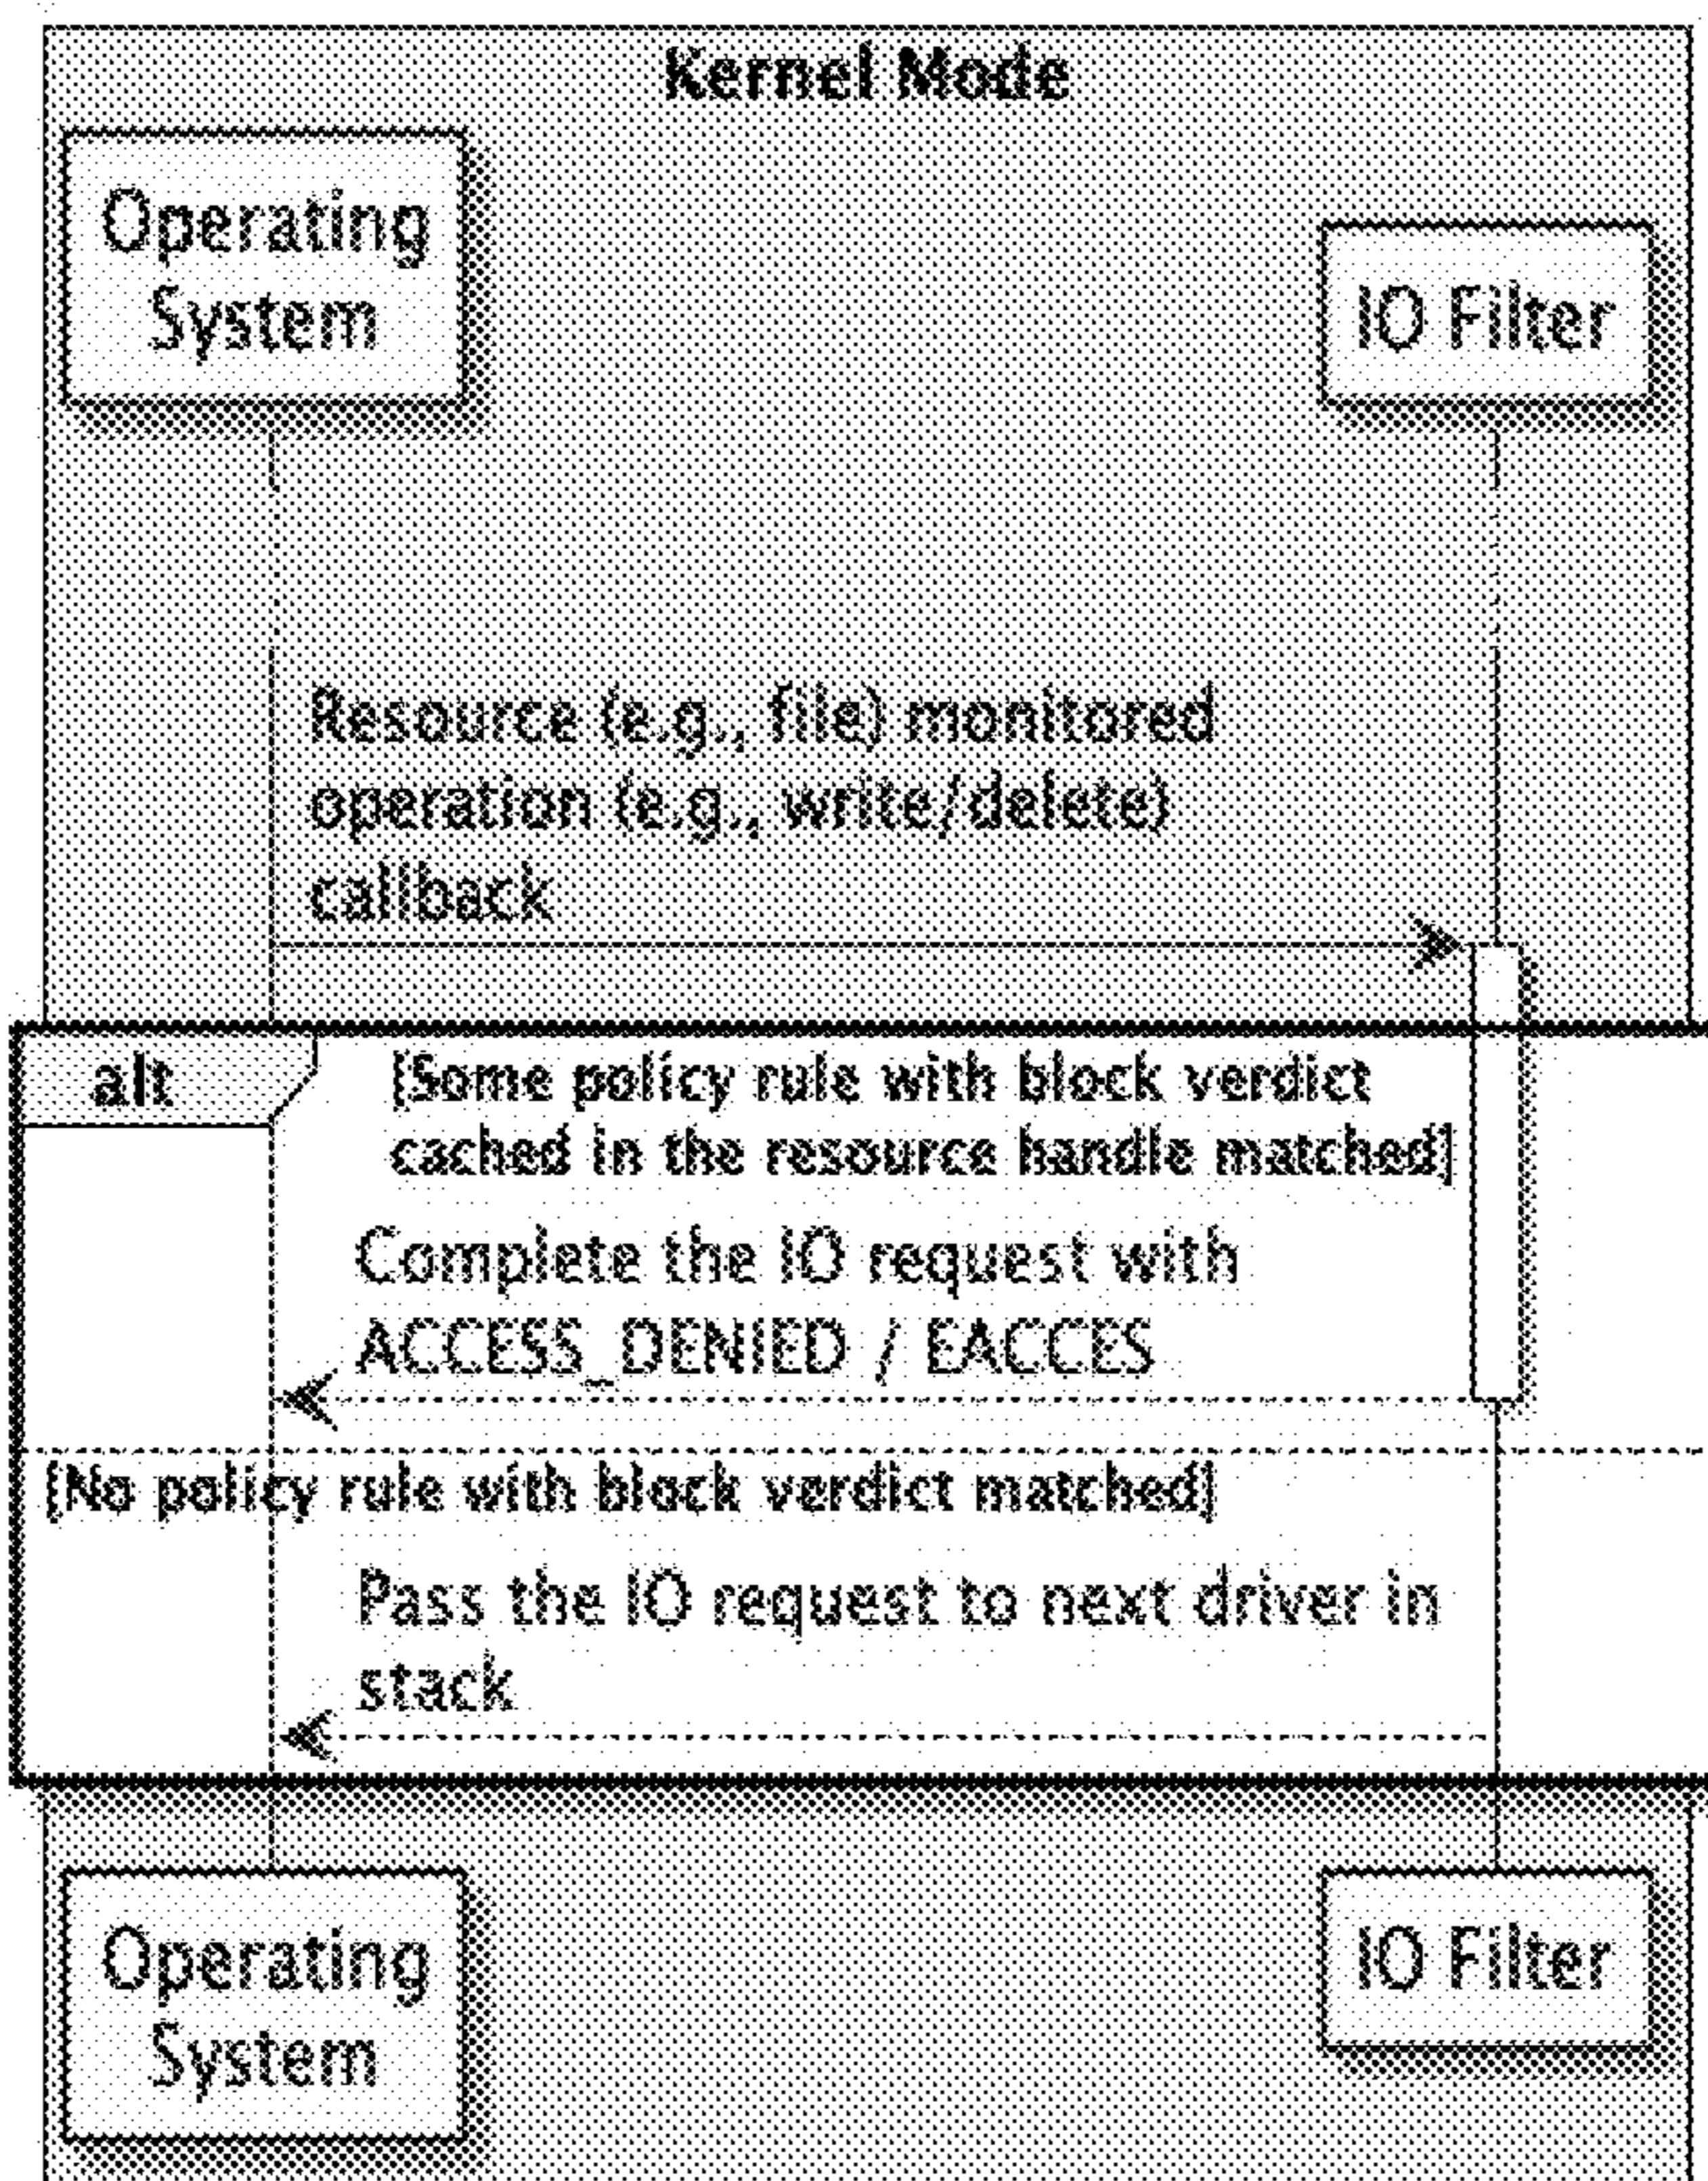 Kernel Mode
Operating
System
IO Filter
Resource (e.g., file) monitored
operation (e.g., write/delete)
callback
alt
[Some policy rule with block verdict
cached in the resource handle matched]
Complete the IO request with
ACCESS_DENIED / EACCES
[No policy rule with block verdict matched]
Pass the IO request to next driver in
stack
Operating
System
IO Filter